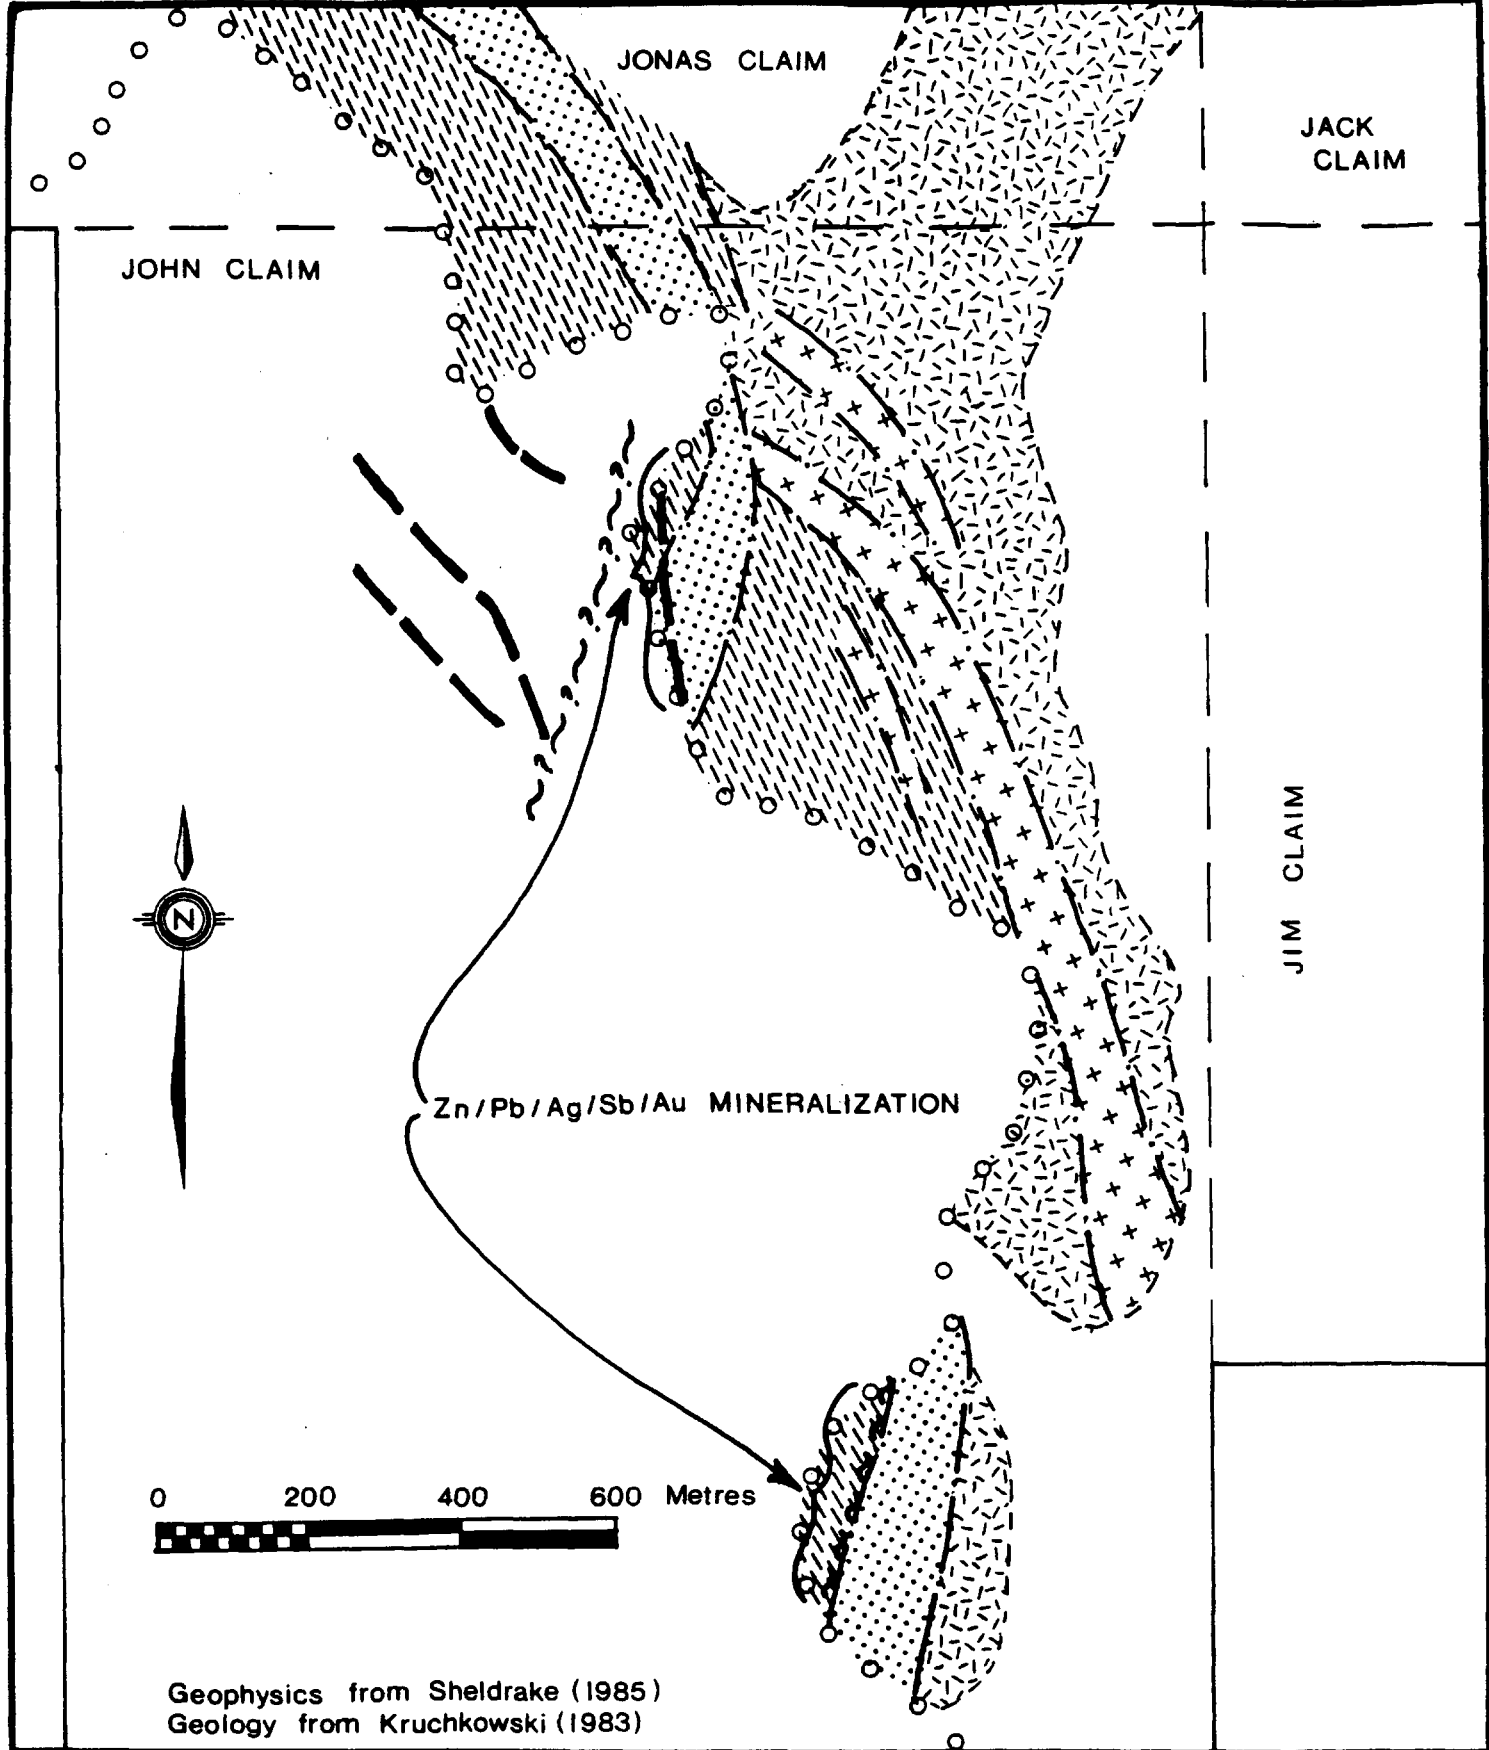 JONAS CLAIM
JACK
CLAIM
JOHN CLAIM
JIM CLAIM
N
Zn/Pb/Ag/Sb/Au MINERALIZATION
0 200 400 600 Metres
Geophysics from Sheldrake (1985)
Geology from Kruchkowski (1983)